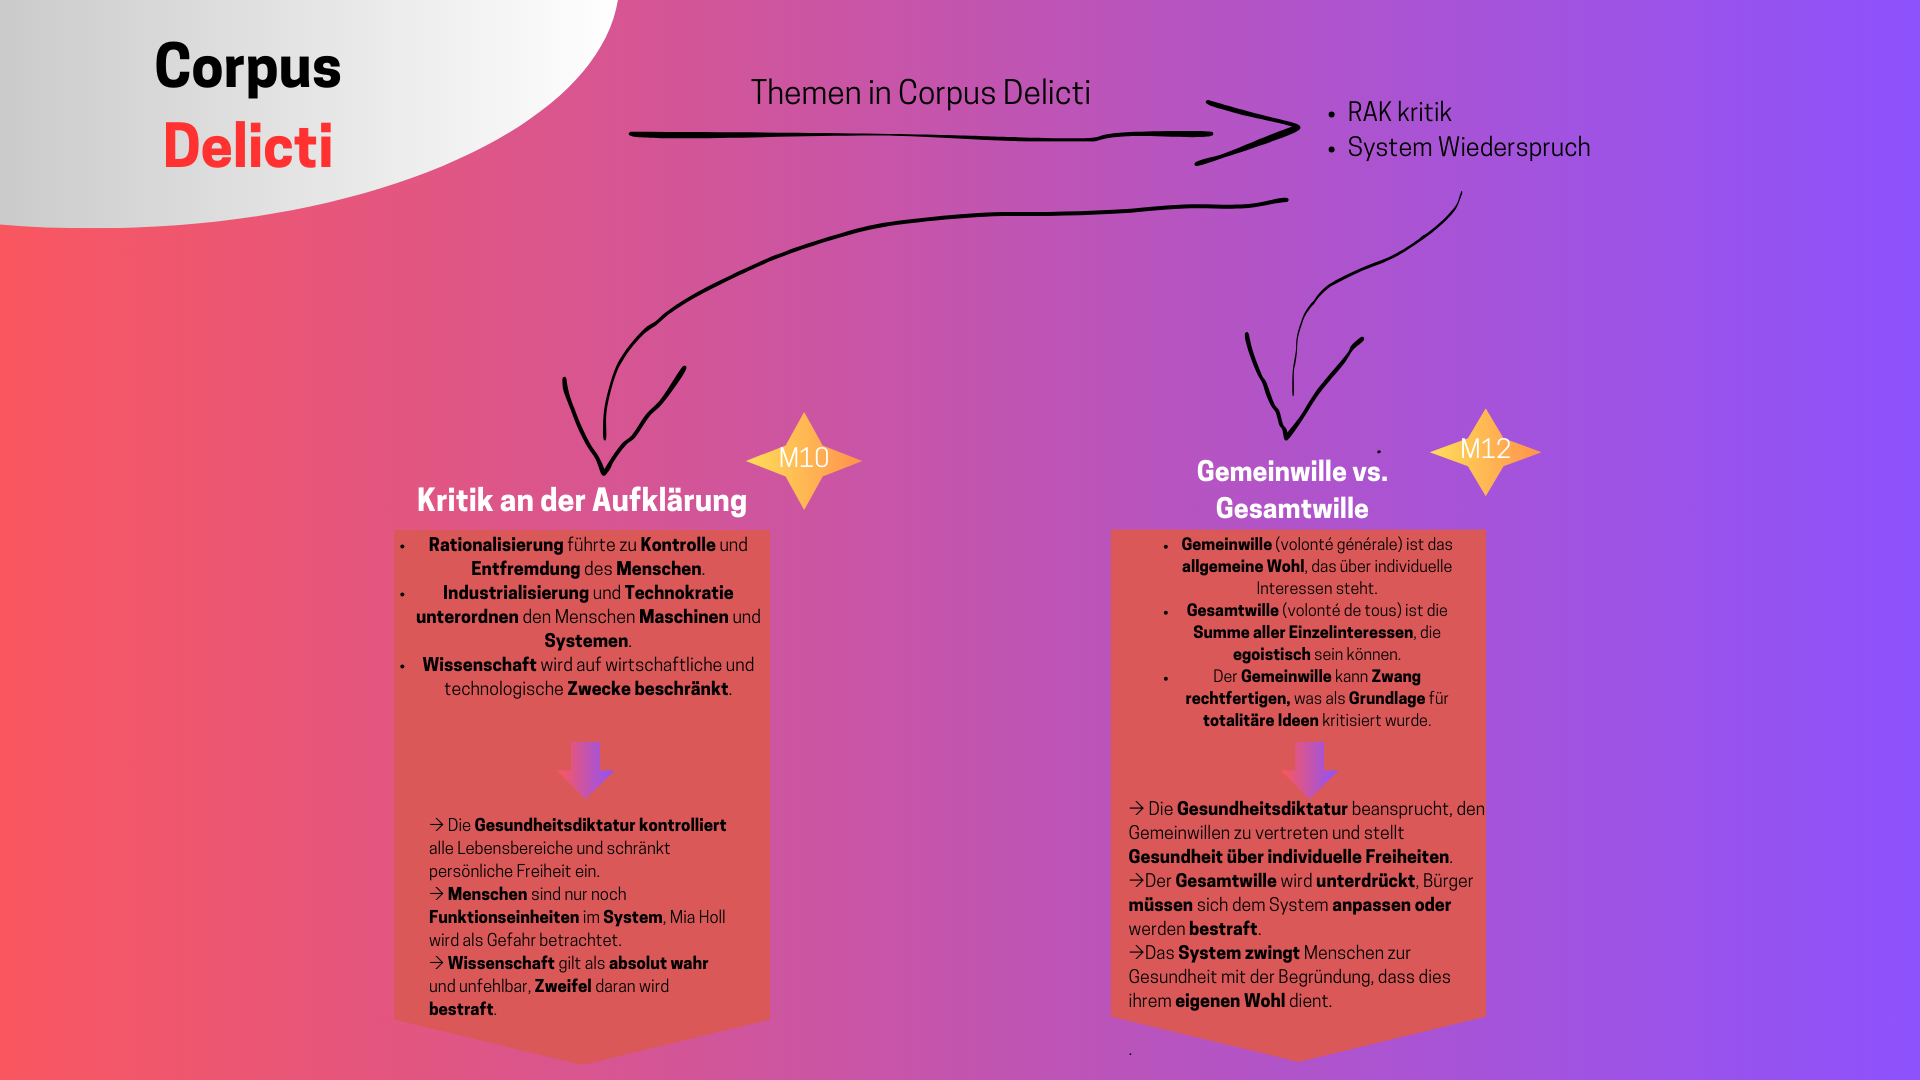 Corpus
Delicti
Themen in Corpus Delicti
• RAK kritik
• System Wiederspruch
M10
Kritik an der Aufklärung
• Rationalisierung führte zu Kontrolle und
Entfremdung des Menschen.
• Industrialisierung und Technokratie
unterordnen den Menschen Maschinen und
Systemen.
• Wissenschaft wird auf wirtschaftliche und
technologische Zwecke beschränkt.
→ Die Gesundheitsdiktatur kontrolliert
alle Lebensbereiche und schränkt
persönliche Freiheit ein.
→ Menschen sind nur noch
Funktionseinheiten im System, Mia Holl
wird als Gefahr betrachtet.
→ Wissenschaft gilt als absolut wahr
und unfehlbar, Zweifel daran wird
bestraft.
M12
Gemeinwille vs.
Gesamtwille
• Gemeinwille (volonté générale) ist das
allgemeine Wohl, das über individuelle
Interessen steht.
• Gesamtwille (volonté de tous) ist die
Summe aller Einzelinteressen, die
egoistisch sein können.
• Der Gemeinwille kann Zwang
rechtfertigen, was als Grundlage für
totalitäre Ideen kritisiert wurde.
→ Die Gesundheitsdiktatur beansprucht, den
Gemeinwillen zu vertreten und stellt
Gesundheit über individuelle Freiheiten.
→Der Gesamtwille wird unterdrückt, Bürger
müssen sich dem System anpassen oder
werden bestraft.
→Das System zwingt Menschen zur
Gesundheit mit der Begründung, dass dies
ihrem eigenen Wohl dient.
.